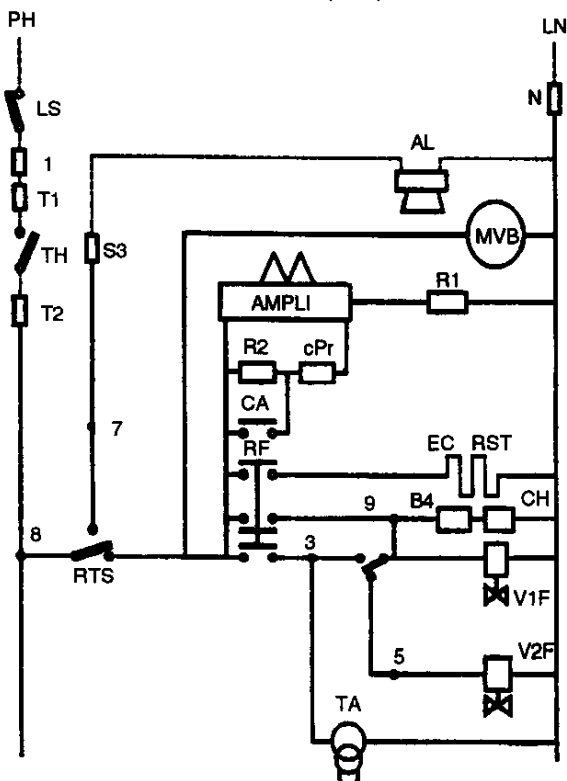 PH
LN
LS
N
1
AL
T1
TH
S3
MVB
T2
AMPLI
R1
R2
cPr
CA
7
RF
EC
RST
9
B4
CH
8
3
RTS
V1F
5
V2F
TA